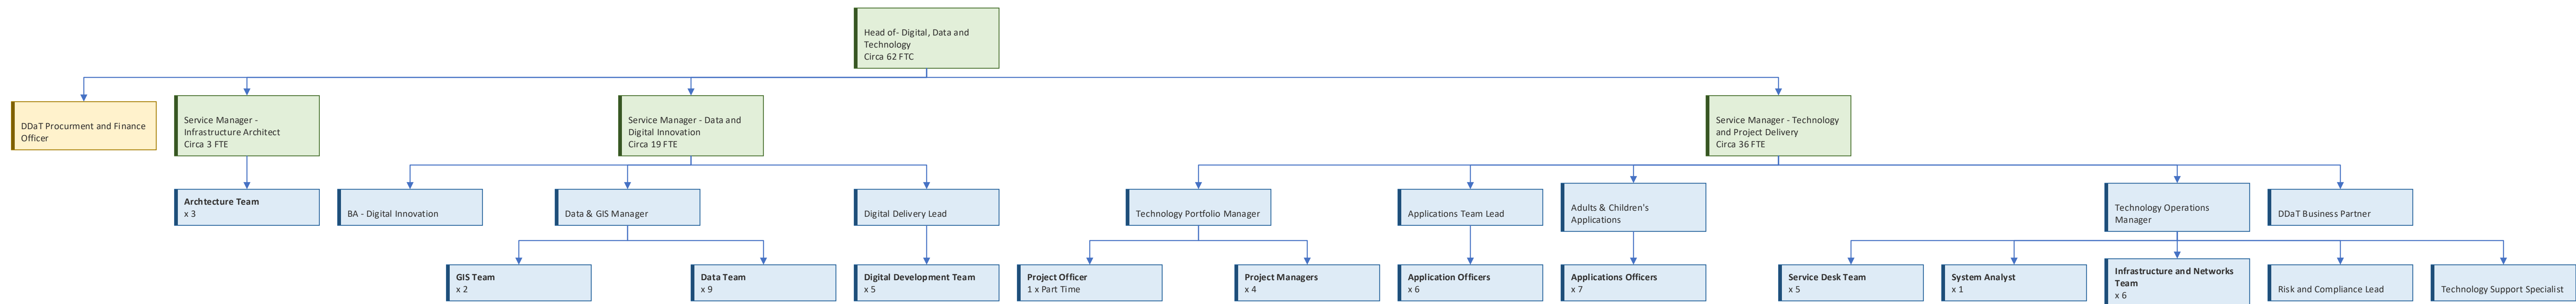 Head of- Digital, Data and
Technology
Circa 62 FTC
DDaT Procurment and Finance
Officer
Service Manager -
Infrastructure Architect
Circa 3 FTE
Service Manager - Data and
Digital Innovation
Circa 19 FTE
Service Manager - Technology
and Project Delivery
Circa 36 FTE
Archtecture Team
x 3
BA - Digital Innovation
Data & GIS Manager
Digital Delivery Lead
Technology Portfolio Manager
Applications Team Lead
Adults & Children's
Applications
Technology Operations
Manager
DDaT Business Partner
GIS Team
x 2
Data Team
x 9
Digital Development Team
x 5
Project Officer
1 x Part Time
Project Managers
x 4
Application Officers
x 6
Applications Officers
x 7
Service Desk Team
x 5
System Analyst
x 1
Infrastructure and Networks
Team
x 6
Risk and Compliance Lead
Technology Support Specialist